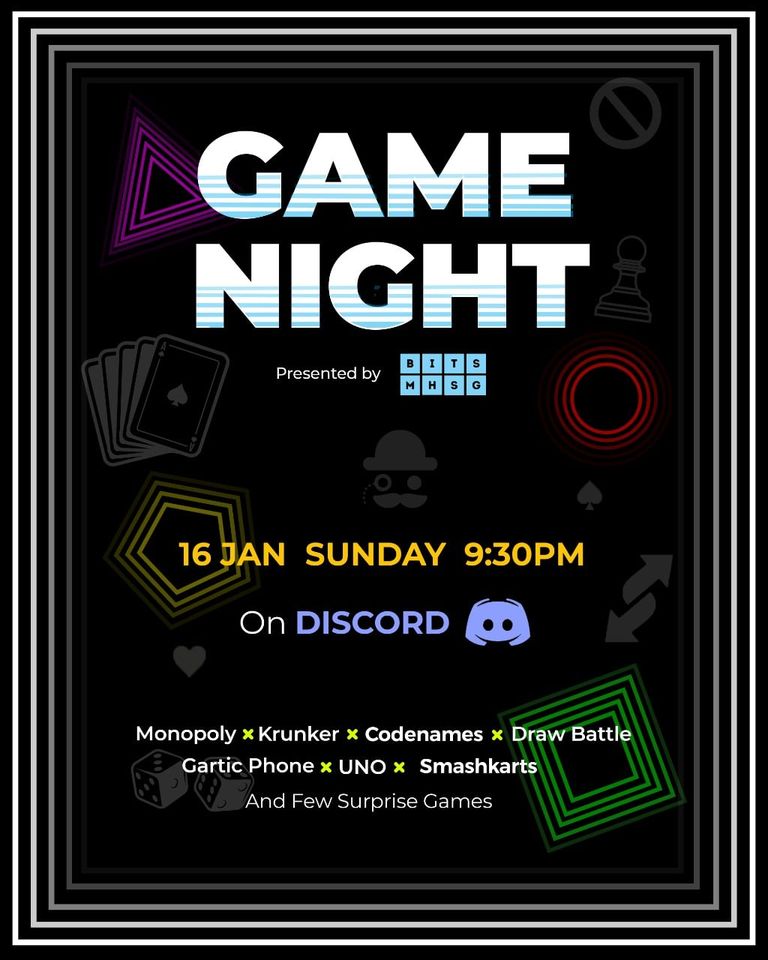 GAME
NIGHT
Presented by BITS
MHSG
16 JAN SUNDAY 9:30PM
On DISCORD
Monopoly × Krunker × Codenames × Draw Battle
Gartic Phone × UNO × Smashkarts
And Few Surprise Games